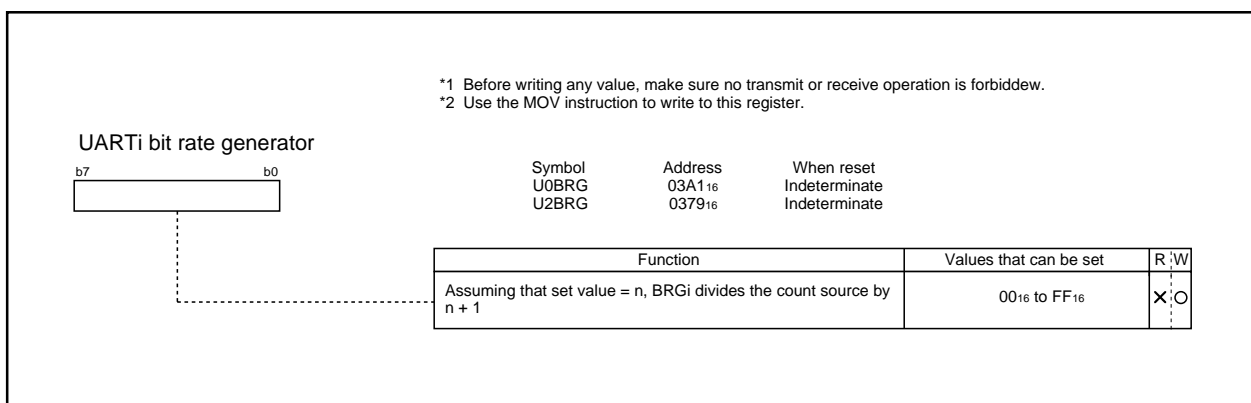 *1 Before writing any value, make sure no transmit or receive operation is forbiddew.
*2 Use the MOV instruction to write to this register.
UARTi bit rate generator
b7 b0
Symbol Address When reset
U0BRG 03A116 Indeterminate
U2BRG 037916 Indeterminate
Function Values that can be set R W
Assuming that set value = n, BRGi divides the count source by 0016 to FF16 X O
n + 1